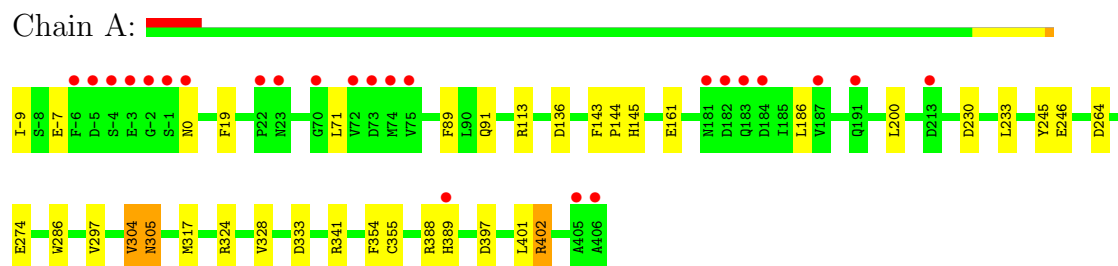 Chain A:
I-9 S-8 E-7 F-6 D-5 S-4 E-3 G-2 S-1 N0 F19 P22 N23 G70 L71 V72 D73 M74 V75 F89 L90 Q91 R113 D136 F143 P144 H145 E161 N181 D182 Q183 D184 I185 L186 V187 Q191 L200 D213 D230 L233 Y245 E246 D264
E274 W286 V297 V304 N305 M317 R324 V328 D333 R341 F354 C355 R388 H389 D397 L401 R402 A405 A406